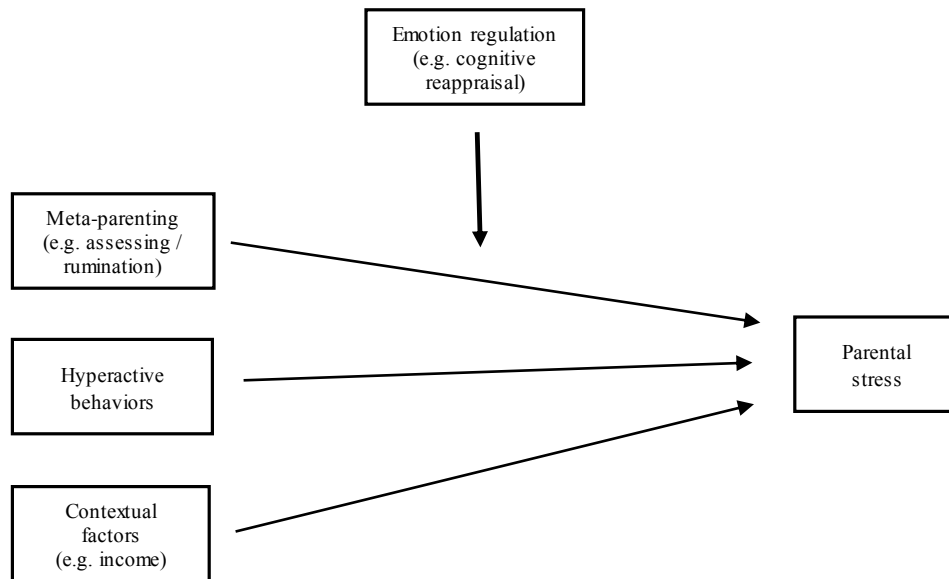 Emotion regulation
(e.g. cognitive
reappraisal)
Meta-parenting
(e.g. assessing /
rumination)
Hyperactive
behaviors
Parental
stress
Contextual
factors
(e.g. income)